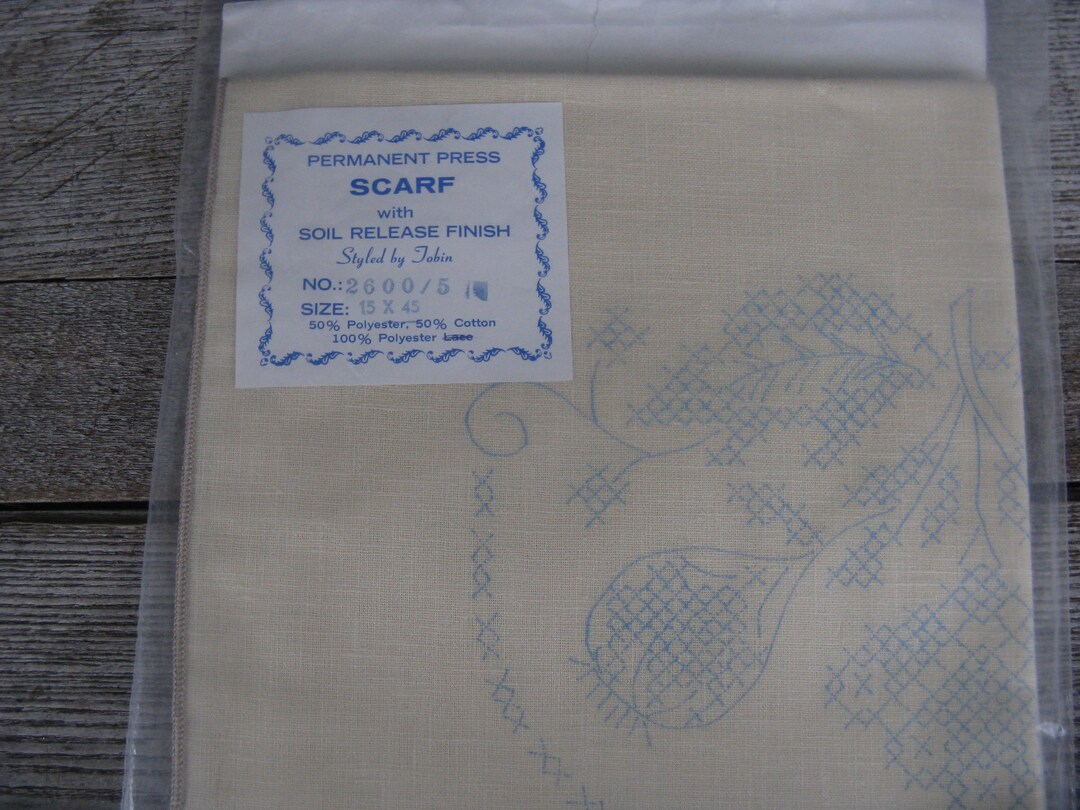 PERMANENT PRESS
SCARF
with
SOIL RELEASE FINISH
Styled by Tobin
NO.: 2600/5
SIZE: 15 X 45
50% Polyester, 50% Cotton
100% Polyester Lace